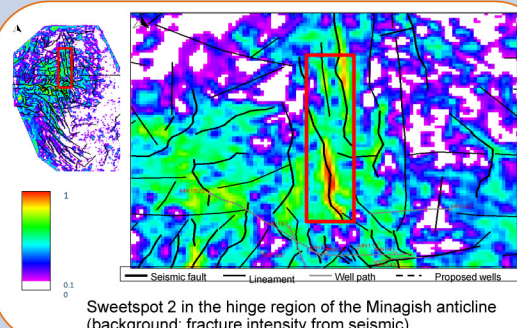 1
0.1
0
Seismic fault Lineament Well path Proposed wells
Sweetspot 2 in the hinge region of the Minagish anticline
(background: fracture intensity from seismic)